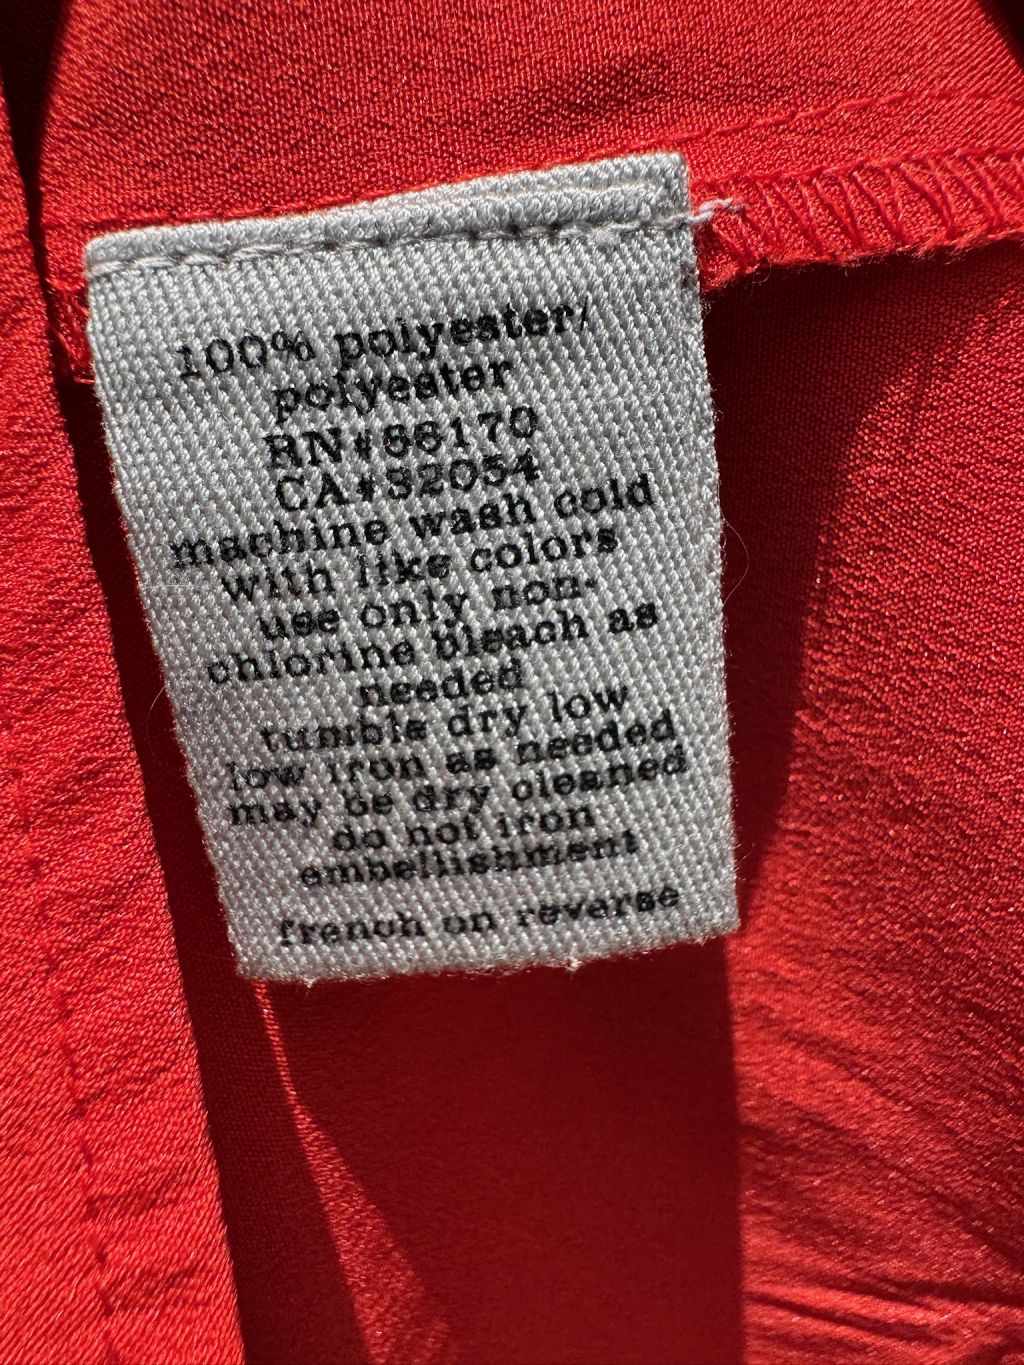 100% polyester/
polyester
RN#66170
CA#32054
machine wash cold
with like colors
use only non-
chlorine bleach as
needed
tumble dry low
low iron as needed
may be dry cleaned
do not iron
embellishment
french on reverse